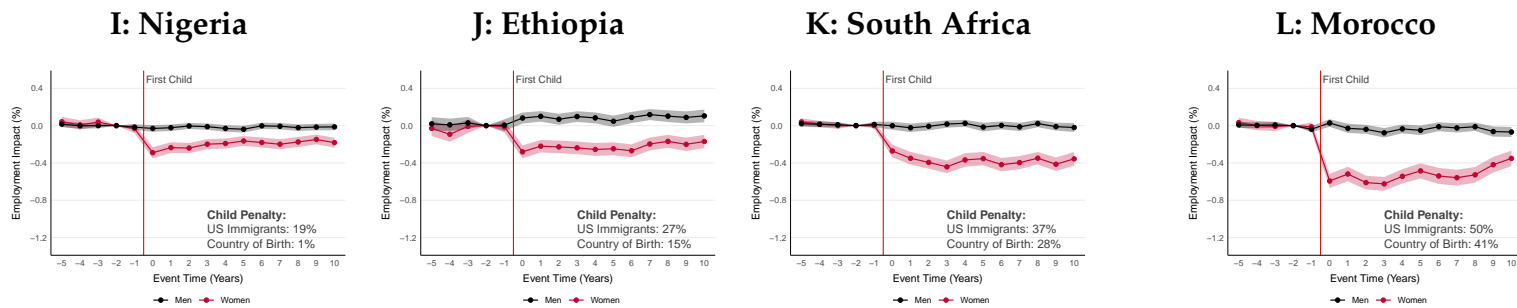 I: Nigeria
First Child
Employment Impact (%)
0.4
0.0
−0.4
−0.8
−1.2
Child Penalty:
US Immigrants: 19%
Country of Birth: 1%
−5 −4 −3 −2 −1 0 1 2 3 4 5 6 7 8 9 10
Event Time (Years)
Men Women
J: Ethiopia
First Child
Employment Impact (%)
0.4
0.0
−0.4
−0.8
−1.2
Child Penalty:
US Immigrants: 27%
Country of Birth: 15%
−5 −4 −3 −2 −1 0 1 2 3 4 5 6 7 8 9 10
Event Time (Years)
Men Women
K: South Africa
First Child
Employment Impact (%)
0.4
0.0
−0.4
−0.8
−1.2
Child Penalty:
US Immigrants: 37%
Country of Birth: 28%
−5 −4 −3 −2 −1 0 1 2 3 4 5 6 7 8 9 10
Event Time (Years)
Men Women
L: Morocco
First Child
Employment Impact (%)
0.4
0.0
−0.4
−0.8
−1.2
Child Penalty:
US Immigrants: 50%
Country of Birth: 41%
−5 −4 −3 −2 −1 0 1 2 3 4 5 6 7 8 9 10
Event Time (Years)
Men Women